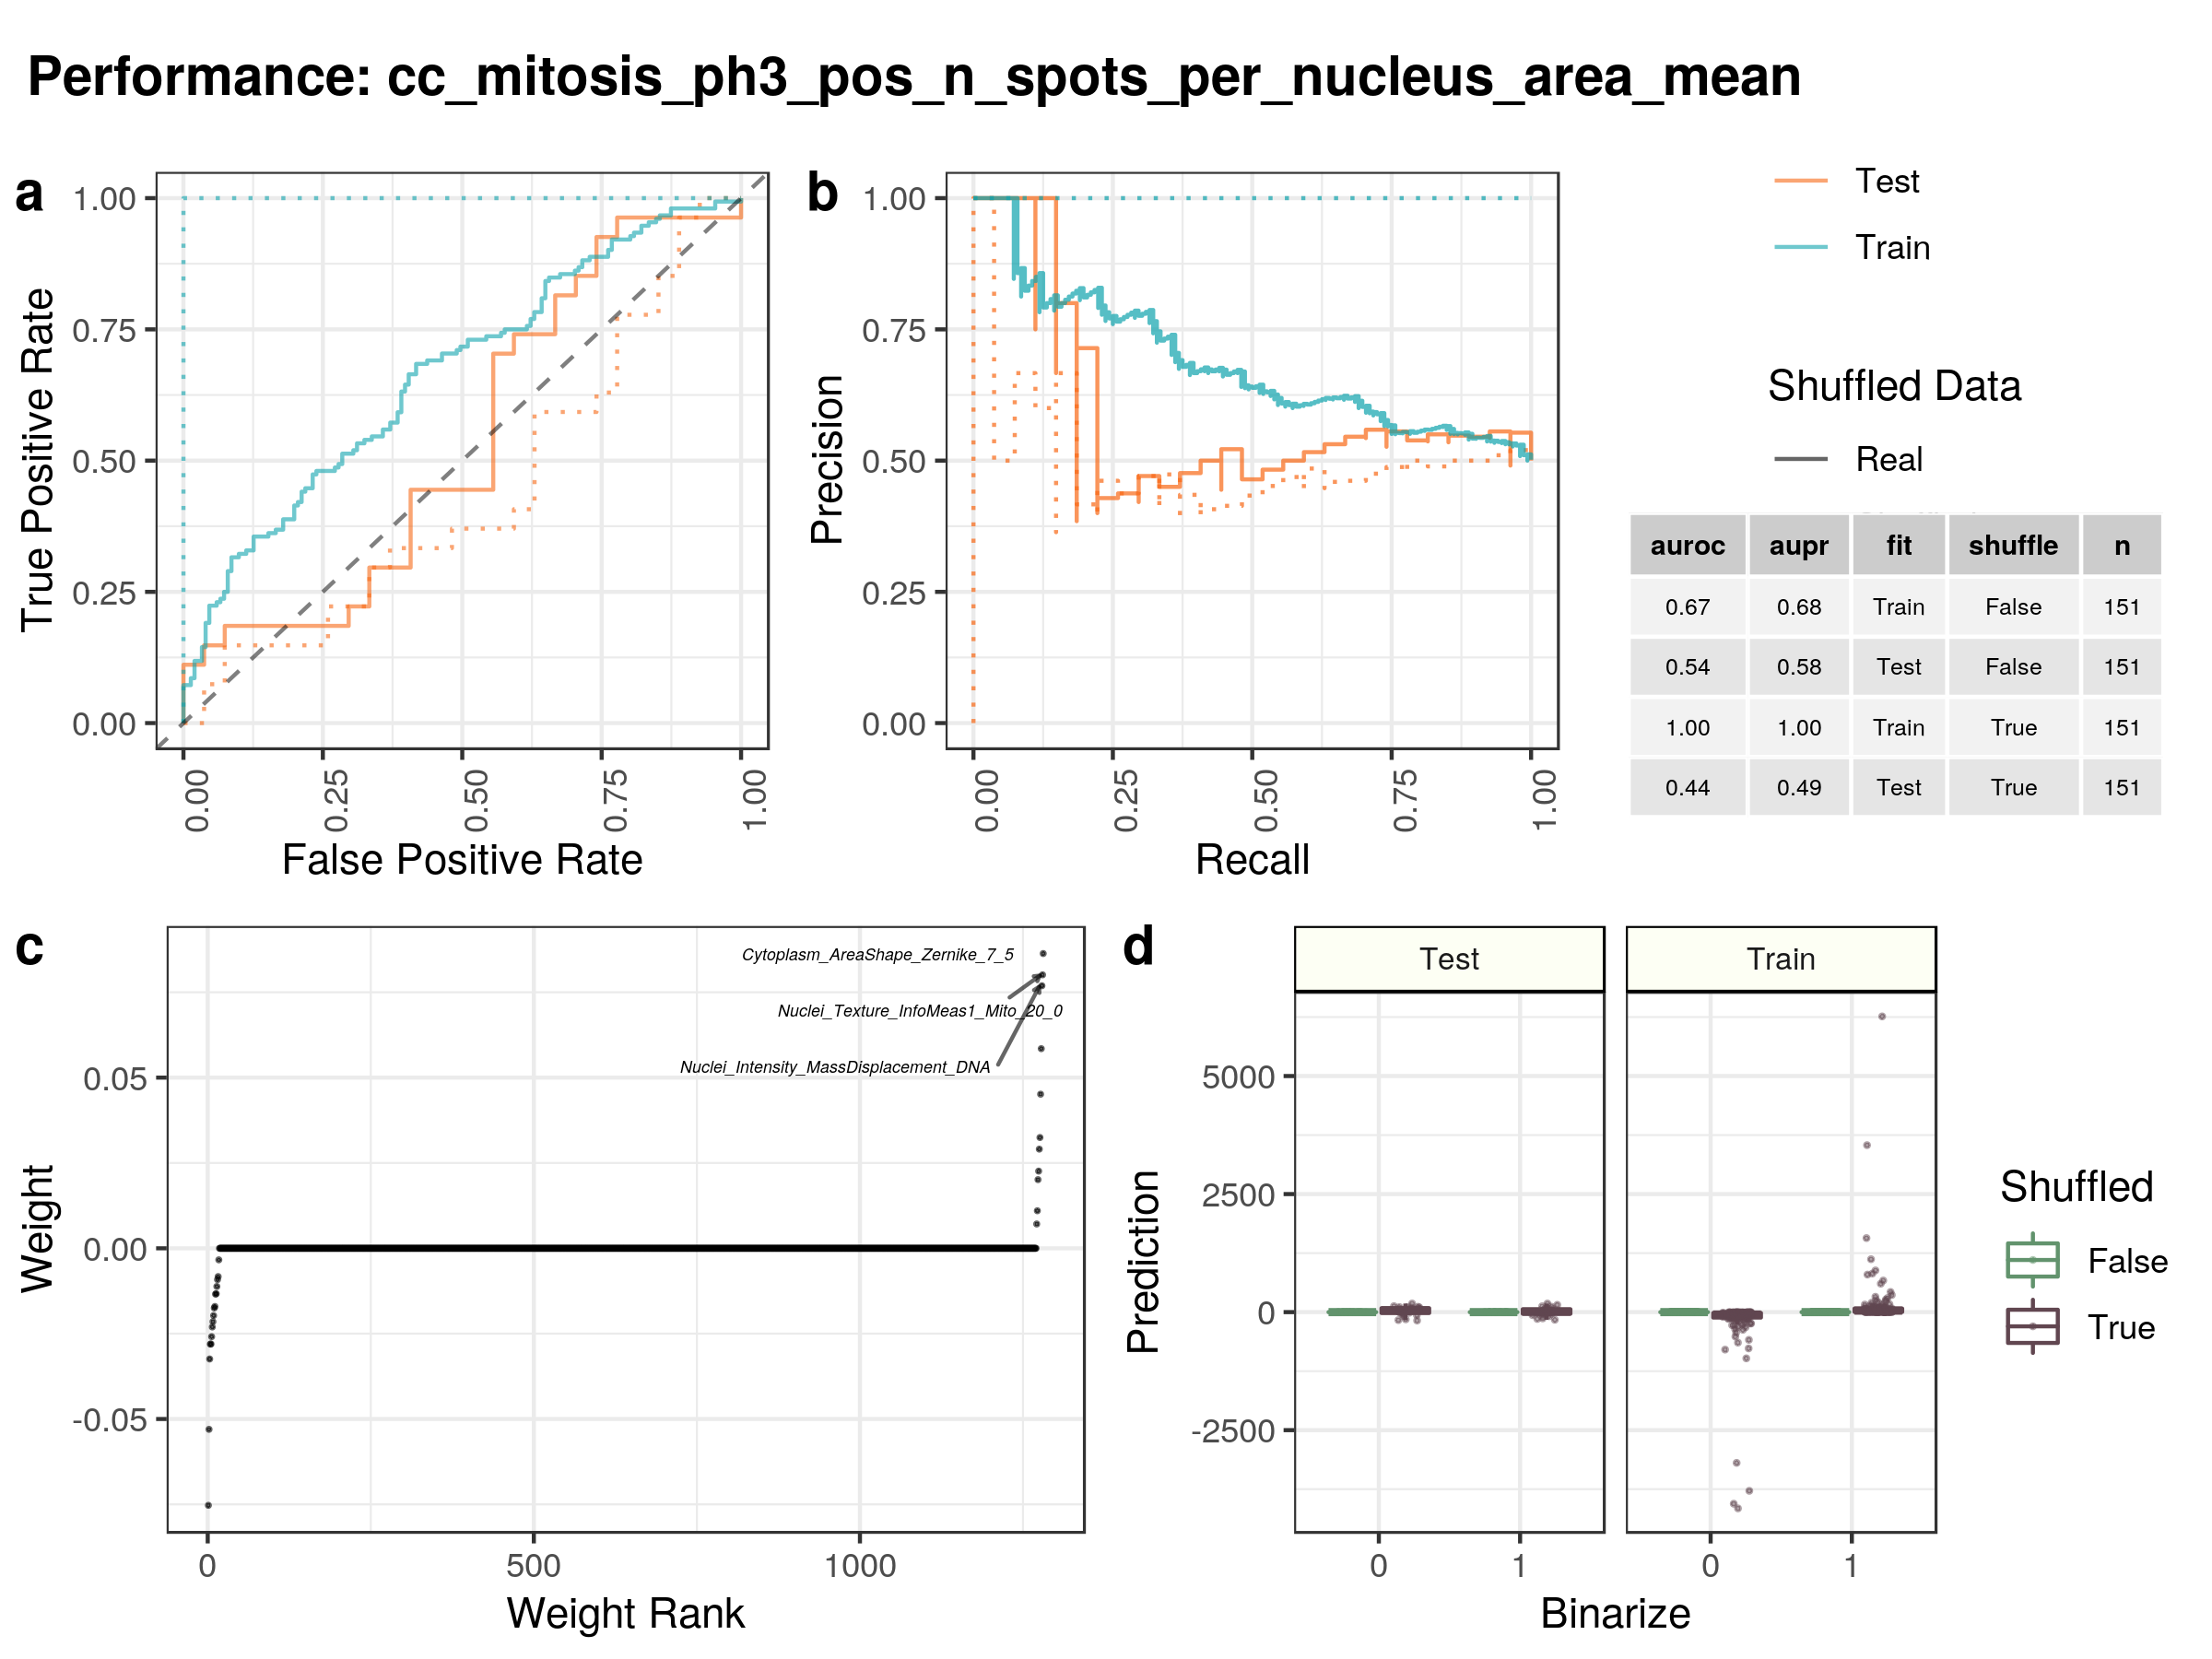 Performance: cc_mitosis_ph3_pos_n_spots_per_nucleus_area_mean
a
True Positive Rate
1.00
0.75
0.50
0.25
0.00
0.00 0.25 0.50 0.75 1.00
False Positive Rate
b
Precision
1.00
0.75
0.50
0.25
0.00
0.00 0.25 0.50 0.75 1.00
Recall
Test
Train
Shuffled Data
Real
auroc aupr fit shuffle n
0.67 0.68 Train False 151
0.54 0.58 Test False 151
1.00 1.00 Train True 151
0.44 0.49 Test True 151
c
Weight
0.05
0.00
-0.05
Cytoplasm_AreaShape_Zernike_7_5
Nuclei_Texture_InfoMeas1_Mito_20_0
Nuclei_Intensity_MassDisplacement_DNA
0 500 1000
Weight Rank
d
Test Train
Prediction
5000
2500
0
-2500
0 1 0 1
Binarize
Shuffled
False
True